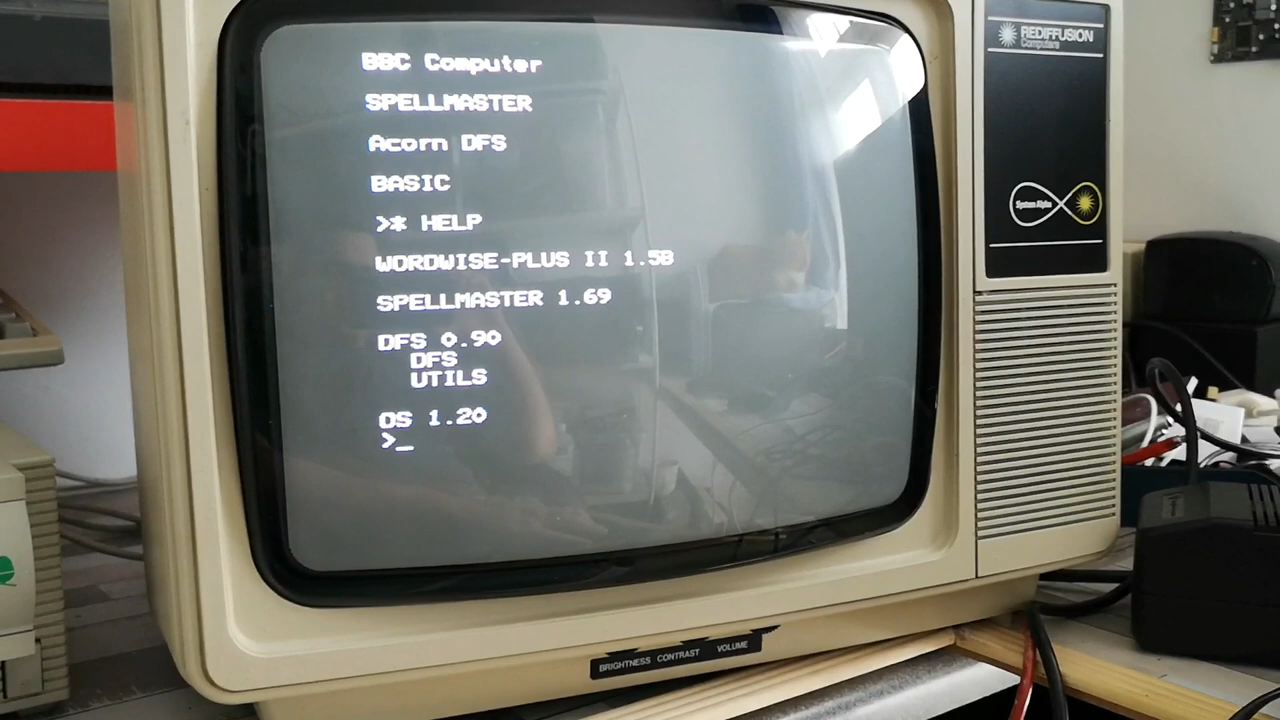 BBC Computer
SPELLMASTER
Acorn DFS
BASIC
>* HELP
WORDWISE-PLUS II 1.5B
SPELLMASTER 1.69
DFS 0.90
DFS
UTILS
OS 1.20
>_
REDIFFUSION
Computers
System Alpha
BRIGHTNESS CONTRAST VOLUME